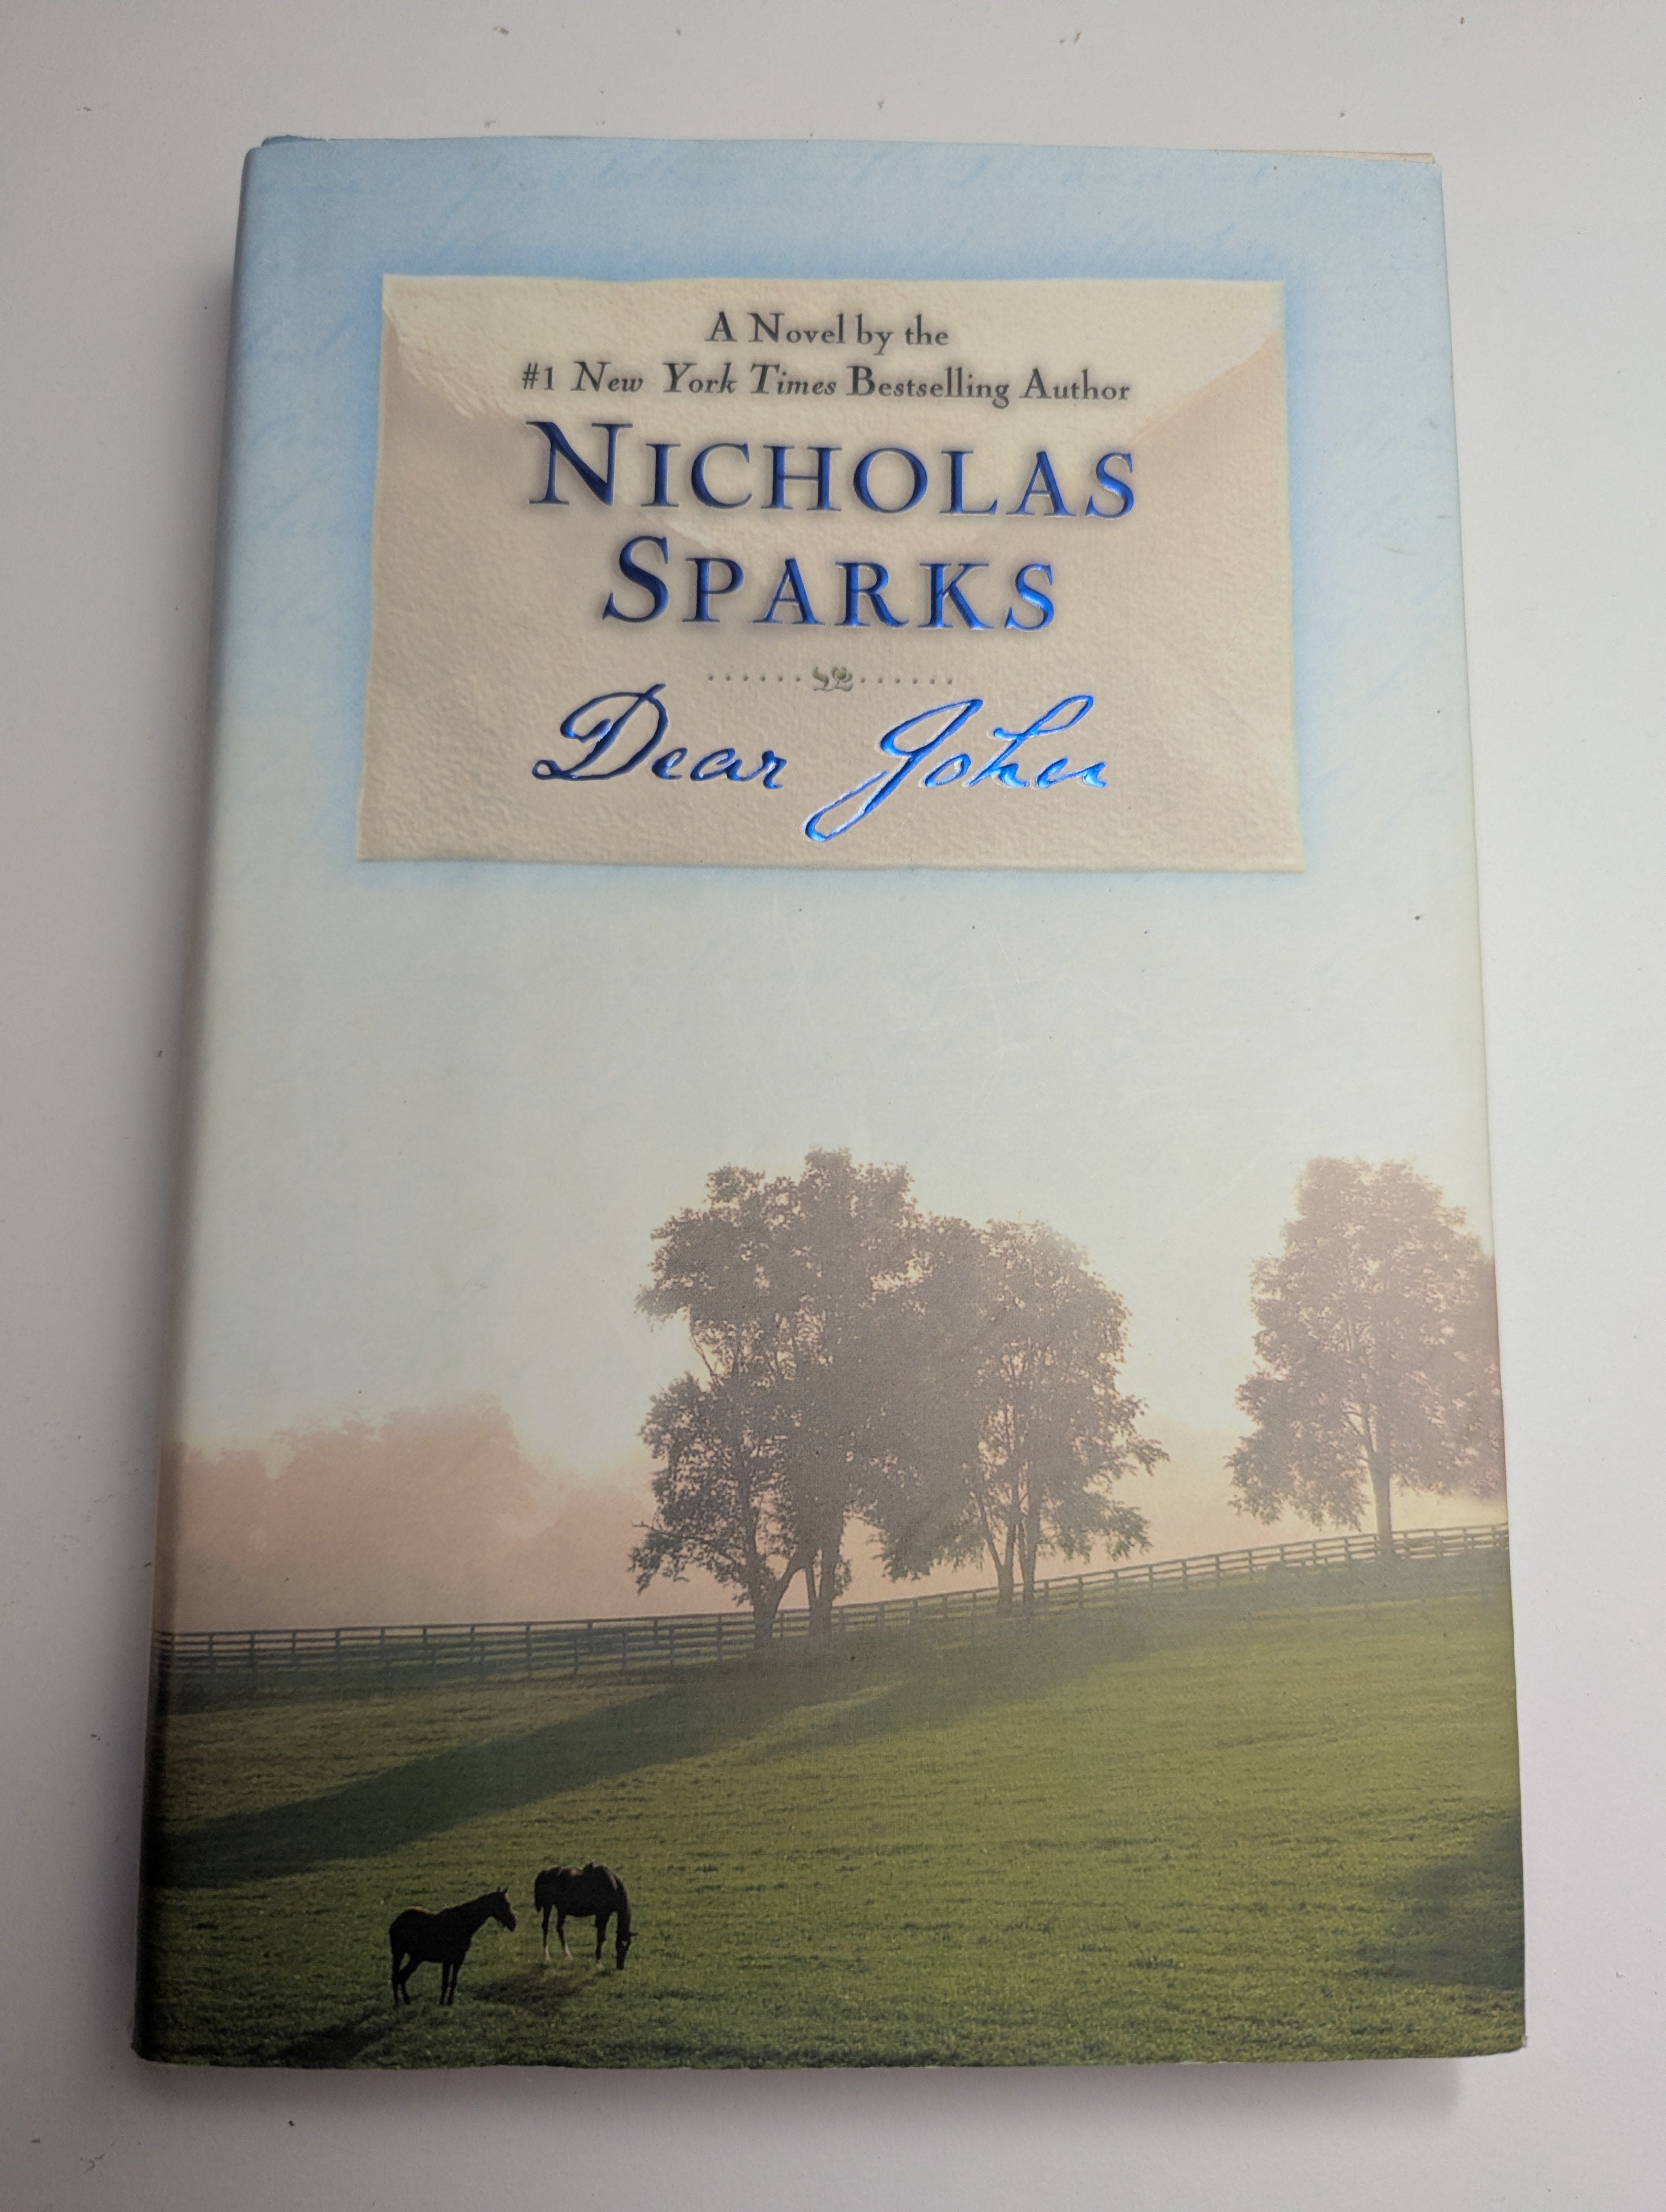 A Novel by the
#1 New York Times Bestselling Author
NICHOLAS
SPARKS
Dear John